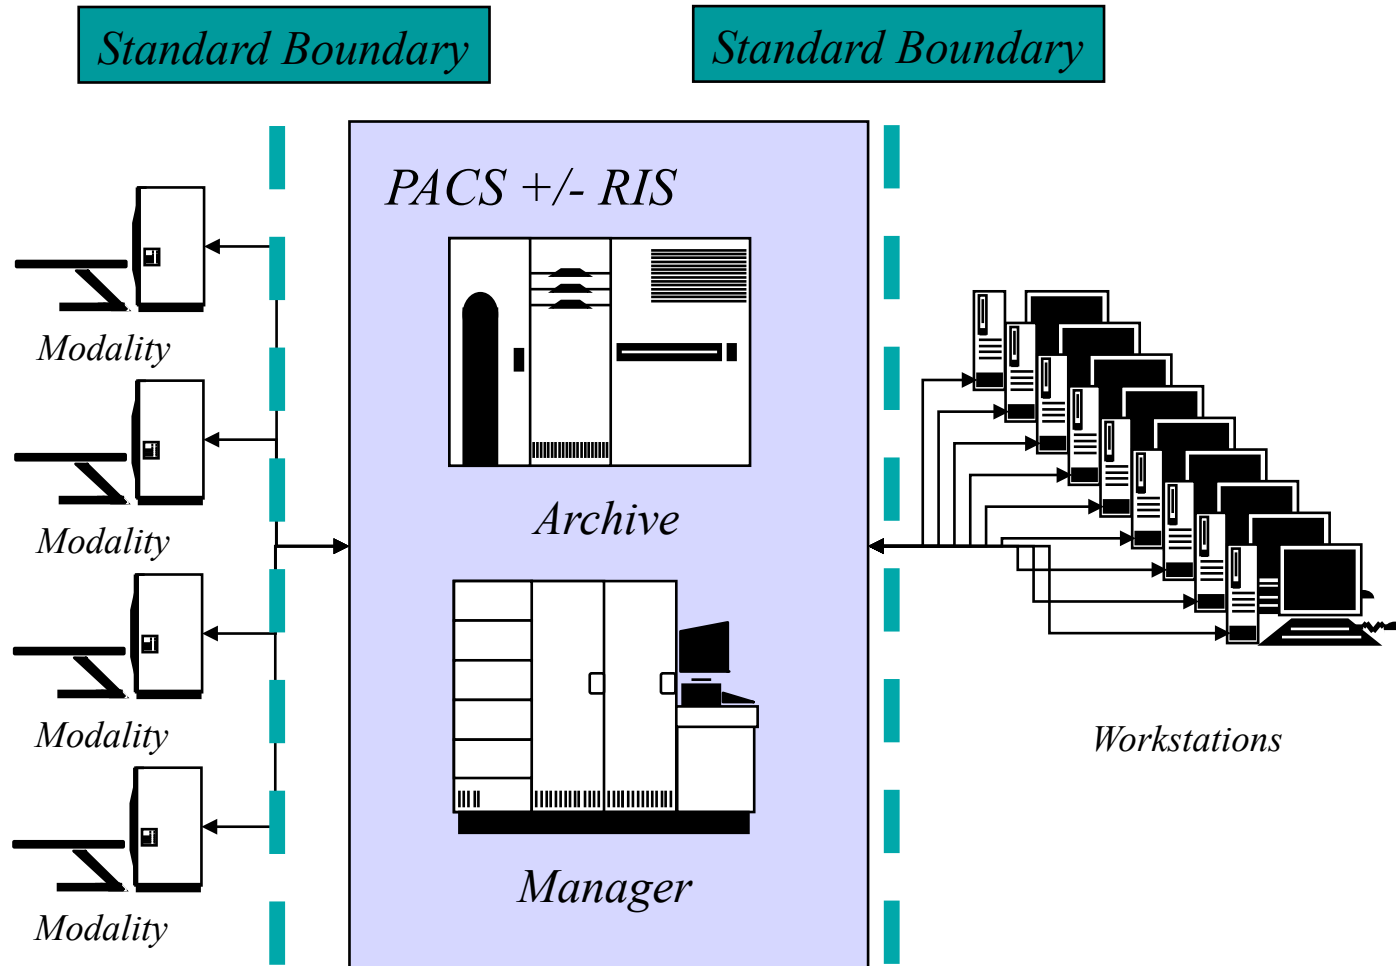 Standard Boundary
Standard Boundary
PACS +/- RIS
Modality
Modality
Archive
Modality
Workstations
Manager
Modality